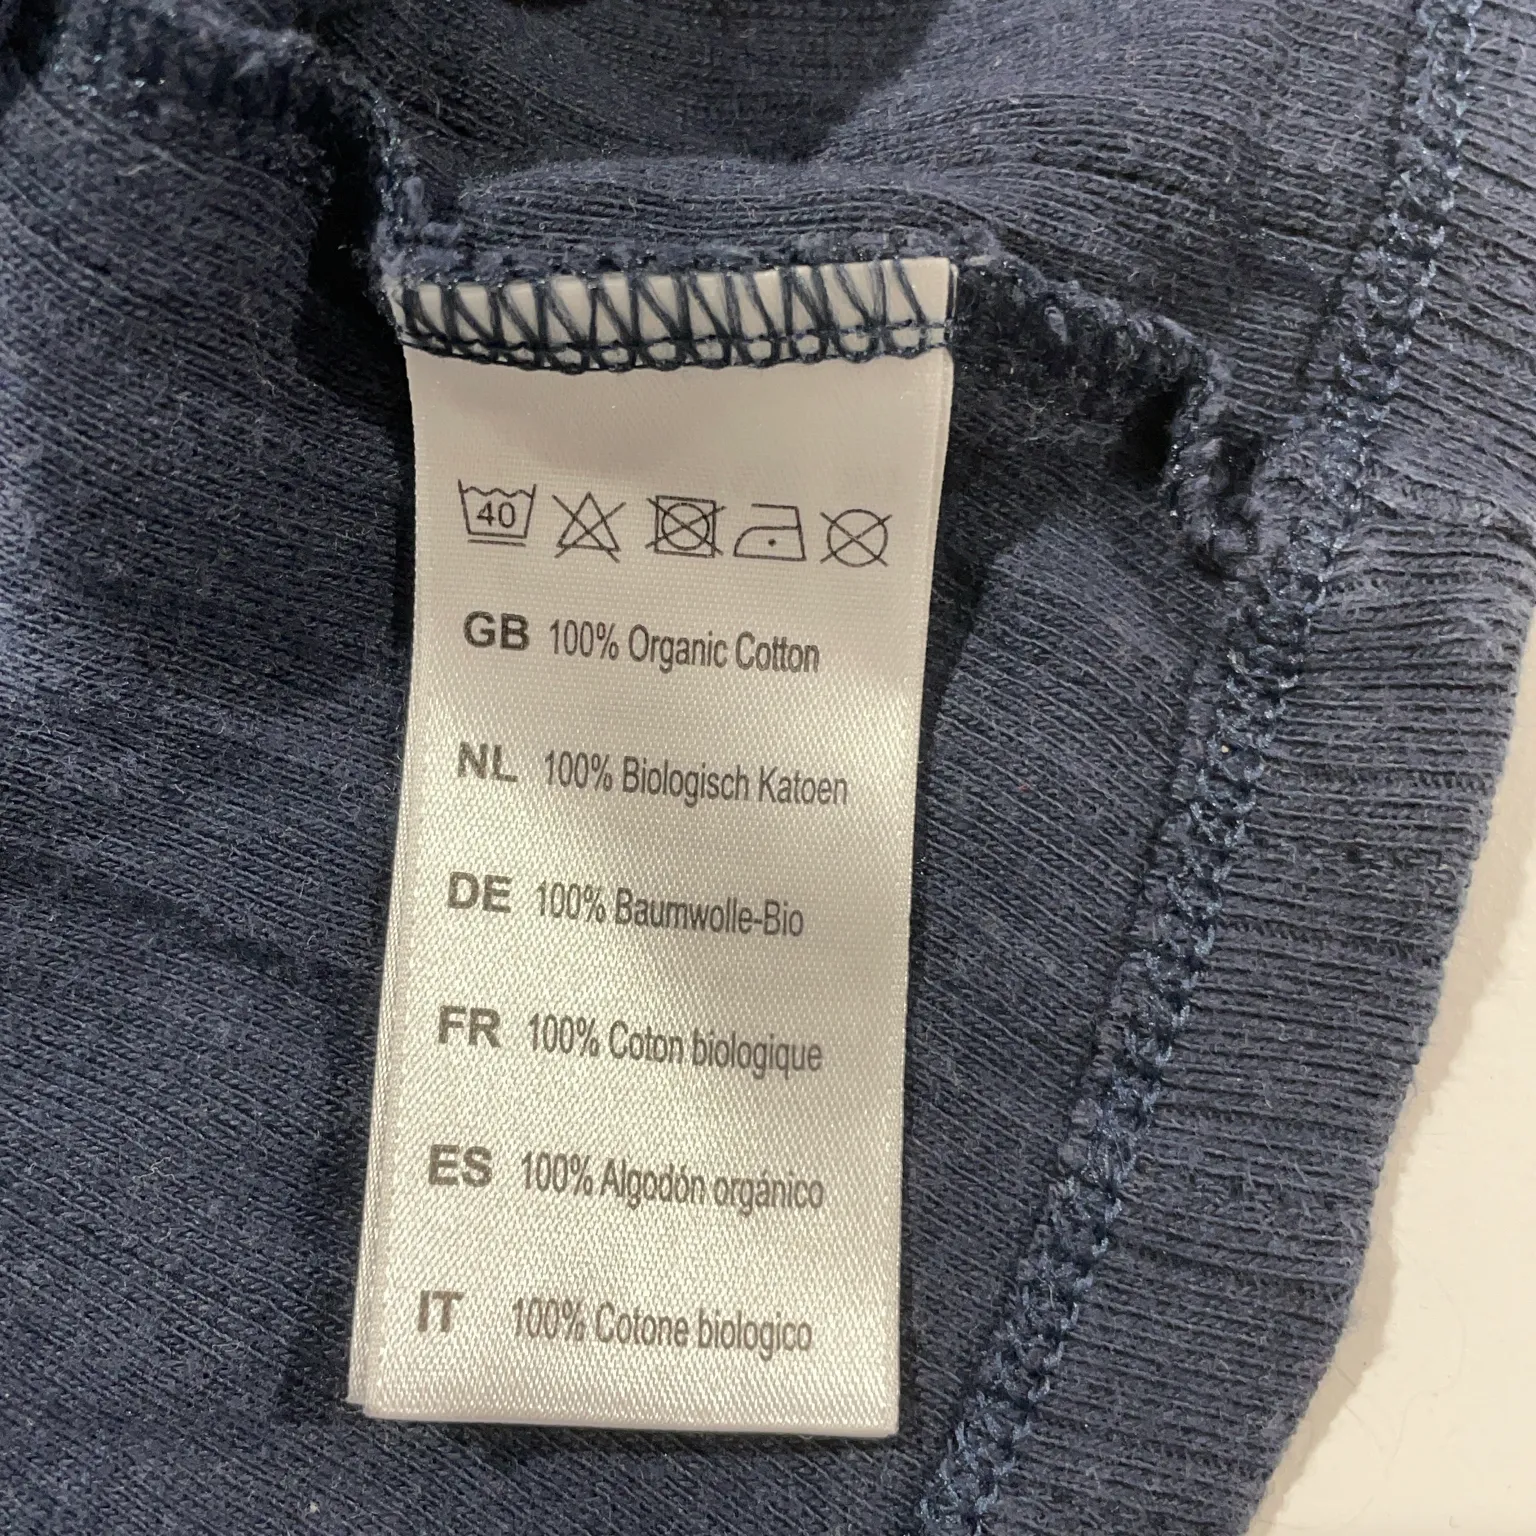 40
GB 100% Organic Cotton
NL 100% Biologisch Katoen
DE 100% Baumwolle-Bio
FR 100% Coton biologique
ES 100% Algodón orgánico
IT 100% Cotone biologico